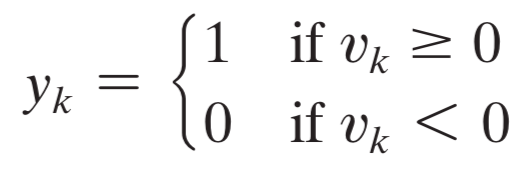 y_k = { 1 if v_k ≥ 0
0 if v_k < 0